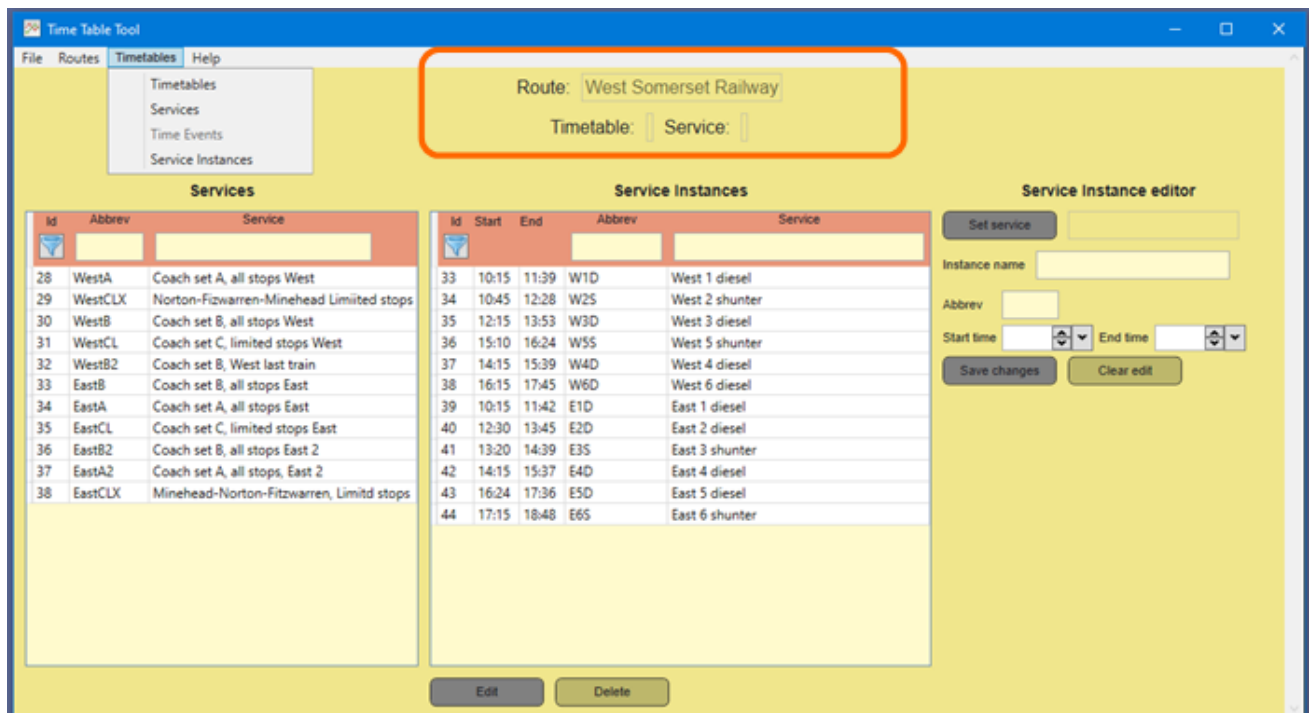 Time Table Tool
File Routes Timetables Help
Timetables
Services
Time Events
Service Instances
Route: West Somerset Railway
Timetable: Service:
Services
Id Abbrev Service
28 WestA Coach set A, all stops West
29 WestCLX Norton-Fizwarren-Minehead Limiited stops
30 WestB Coach set B, all stops West
31 WestCL Coach set C, limited stops West
32 WestB2 Coach set B, West last train
33 EastB Coach set B, all stops East
34 EastA Coach set A, all stops East
35 EastCL Coach set C, limited stops East
36 EastB2 Coach set B, all stops East 2
37 EastA2 Coach set A, all stops, East 2
38 EastCLX Minehead-Norton-Fitzwarren, Limitd stops
Service Instances
Id Start End Abbrev Service
33 10:15 11:39 W1D West 1 diesel
34 10:45 12:28 W2S West 2 shunter
35 12:15 13:53 W3D West 3 diesel
36 15:10 16:24 W5S West 5 shunter
37 14:15 15:39 W4D West 4 diesel
38 16:15 17:45 W6D West 6 diesel
39 10:15 11:42 E1D East 1 diesel
40 12:30 13:45 E2D East 2 diesel
41 13:20 14:39 E3S East 3 shunter
42 14:15 15:37 E4D East 4 diesel
43 16:24 17:36 E5D East 5 diesel
44 17:15 18:48 E6S East 6 shunter
Edit Delete
Service Instance editor
Set service
Instance name
Abbrev
Start time End time
Save changes Clear edit